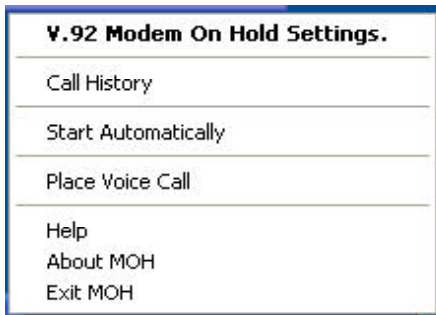 V.92 Modem On Hold Settings.
Call History
Start Automatically
Place Voice Call
Help
About MOH
Exit MOH